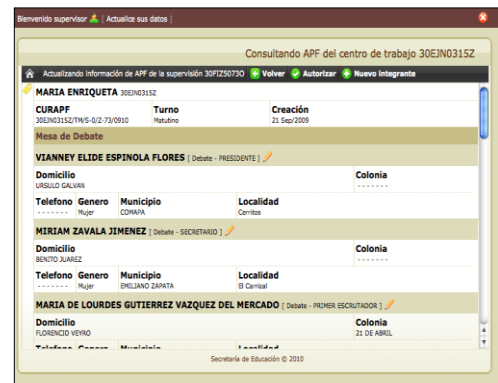 Bienvenido supervisor [ Actualice sus datos ]
Consultando APF del centro de trabajo 30EJN0315Z
Actualizando información de APF de la supervisión 30FIZ5073O Volver Autorizar Nuevo Integrante
MARIA ENRIQUETA 30EJN0315Z
CURAPF Turno Creación
30EJN0315Z/TM/S-0/Z-73/0910 Matutino 21 Sep/2009
Mesa de Debate
VIANNEY ELIDE ESPINOLA FLORES [ Debate - PRESIDENTE ]
Domicilio Colonia
URSULO GALVAN - - - - - - -
Telefono Genero Municipio Localidad
- - - - - - - Mujer COMAPA Cerritos
MIRIAM ZAVALA JIMENEZ [ Debate - SECRETARIO ]
Domicilio Colonia
BENITO JUAREZ - - - - - - -
Telefono Genero Municipio Localidad
- - - - - - - Mujer EMILIANO ZAPATA El Carrizal
MARIA DE LOURDES GUTIERREZ VAZQUEZ DEL MERCADO [ Debate - PRIMER ESCRUTADOR ]
Domicilio Colonia
FLORENCIO VEYRO 21 DE ABRIL
Telefono Genero Municipio Localidad
Secretaría de Educación © 2010